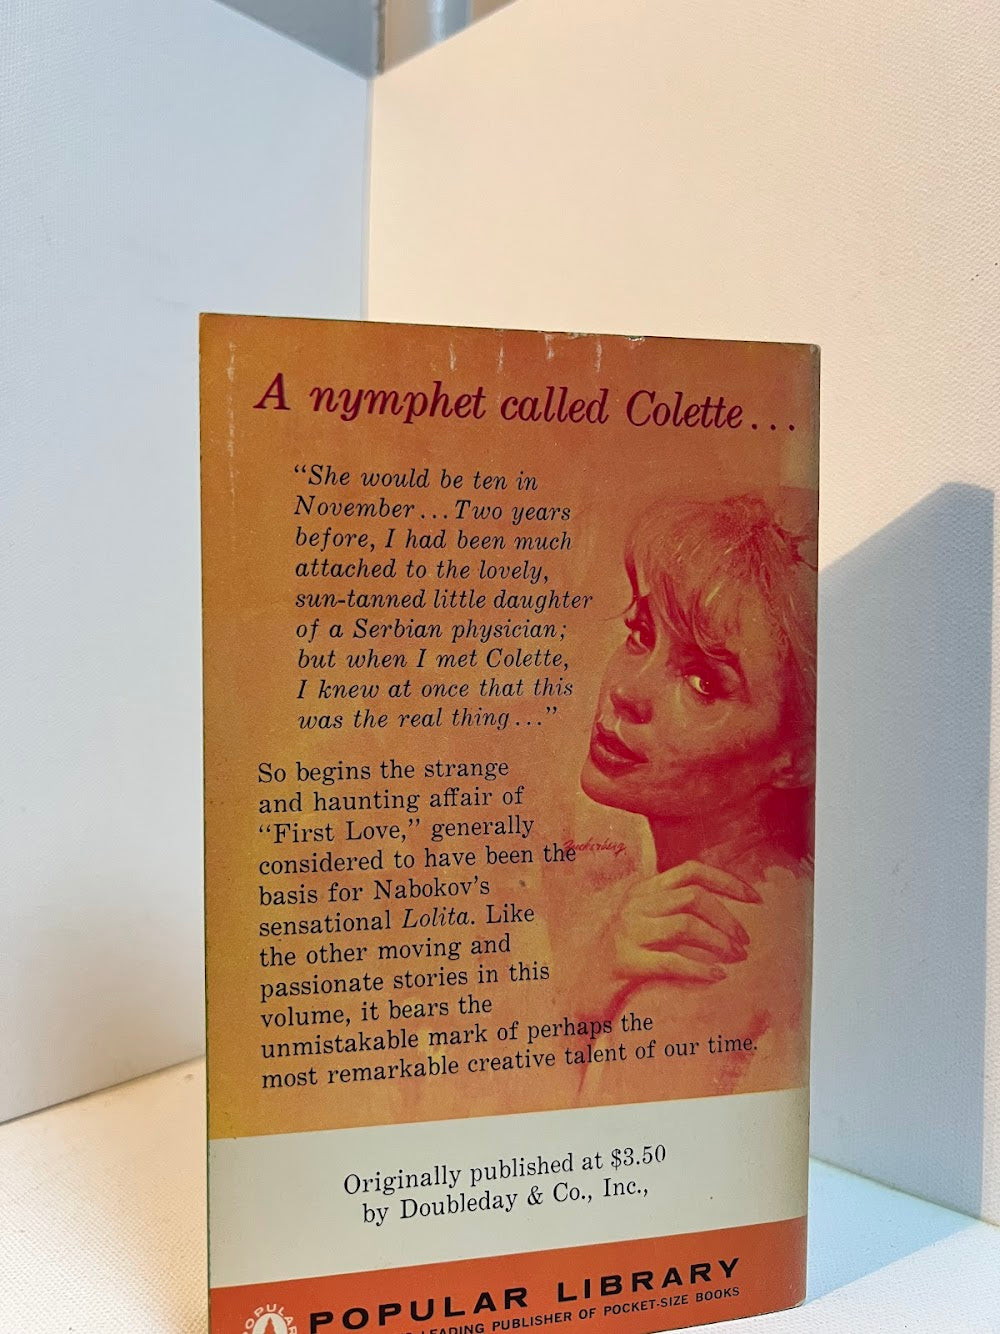 A nymphet called Colette...
“She would be ten in
November... Two years
before, I had been much
attached to the lovely,
sun-tanned little daughter
of a Serbian physician;
but when I met Colette,
I knew at once that this
was the real thing...”
So begins the strange
and haunting affair of
“First Love,” generally
considered to have been the
basis for Nabokov’s
sensational Lolita. Like
the other moving and
passionate stories in this
volume, it bears the
unmistakable mark of perhaps the
most remarkable creative talent of our time.
Originally published at $3.50
by Doubleday & Co., Inc.,
POPULAR
POPULAR LIBRARY
LEADING PUBLISHER OF POCKET-SIZE BOOKS